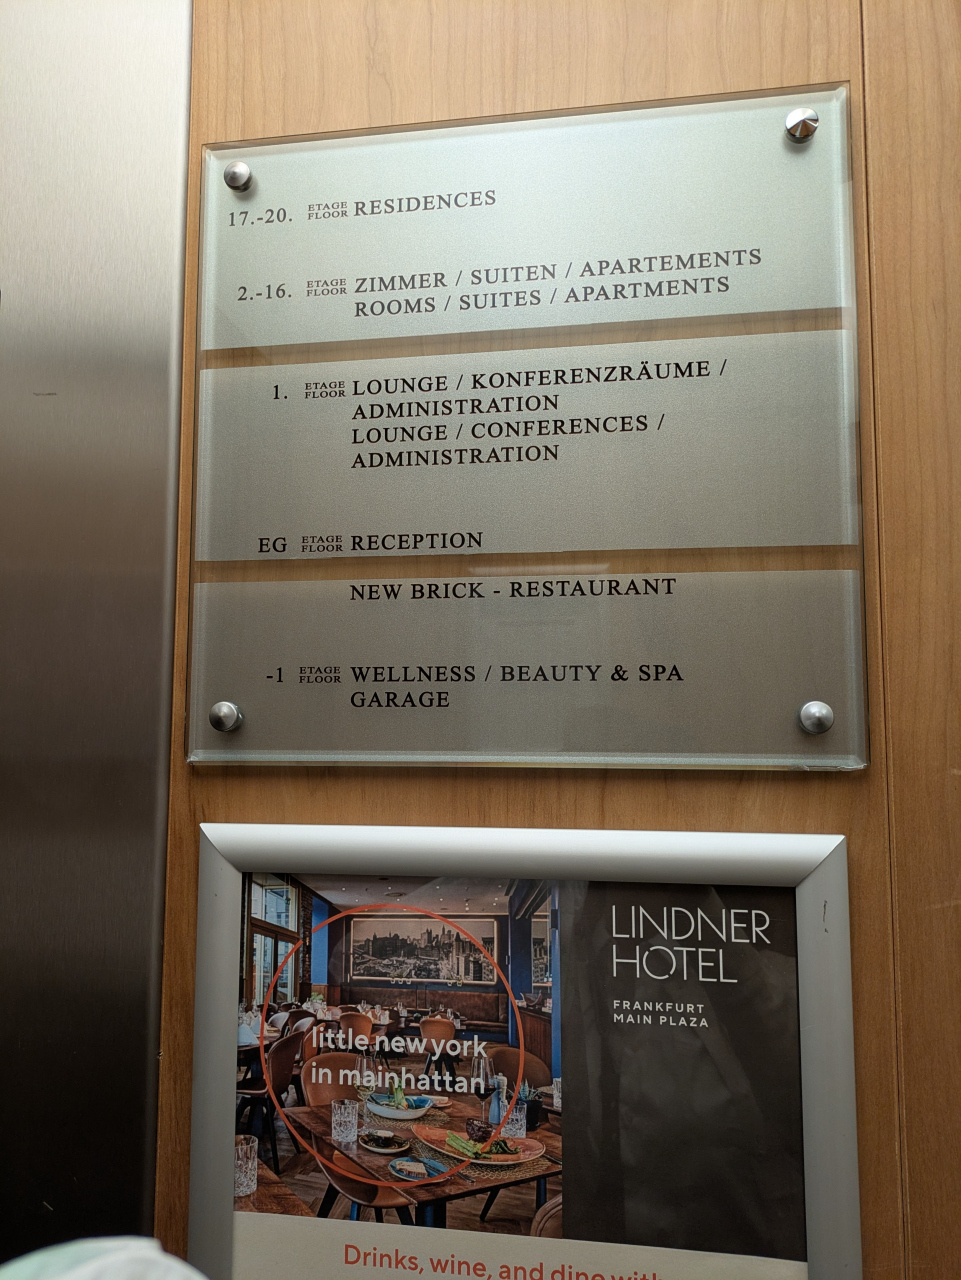 17.-20. ETAGE FLOOR RESIDENCES
2.-16. ETAGE FLOOR ZIMMER / SUITEN / APARTEMENTS
ROOMS / SUITES / APARTMENTS
1. ETAGE FLOOR LOUNGE / KONFERENZRÄUME /
ADMINISTRATION
LOUNGE / CONFERENCES /
ADMINISTRATION
EG ETAGE FLOOR RECEPTION
NEW BRICK - RESTAURANT
-1 ETAGE FLOOR WELLNESS / BEAUTY & SPA
GARAGE
little new york
in mainhattan
LINDNER
HOTEL
FRANKFURT
MAIN PLAZA
Drinks, wine, and dine with